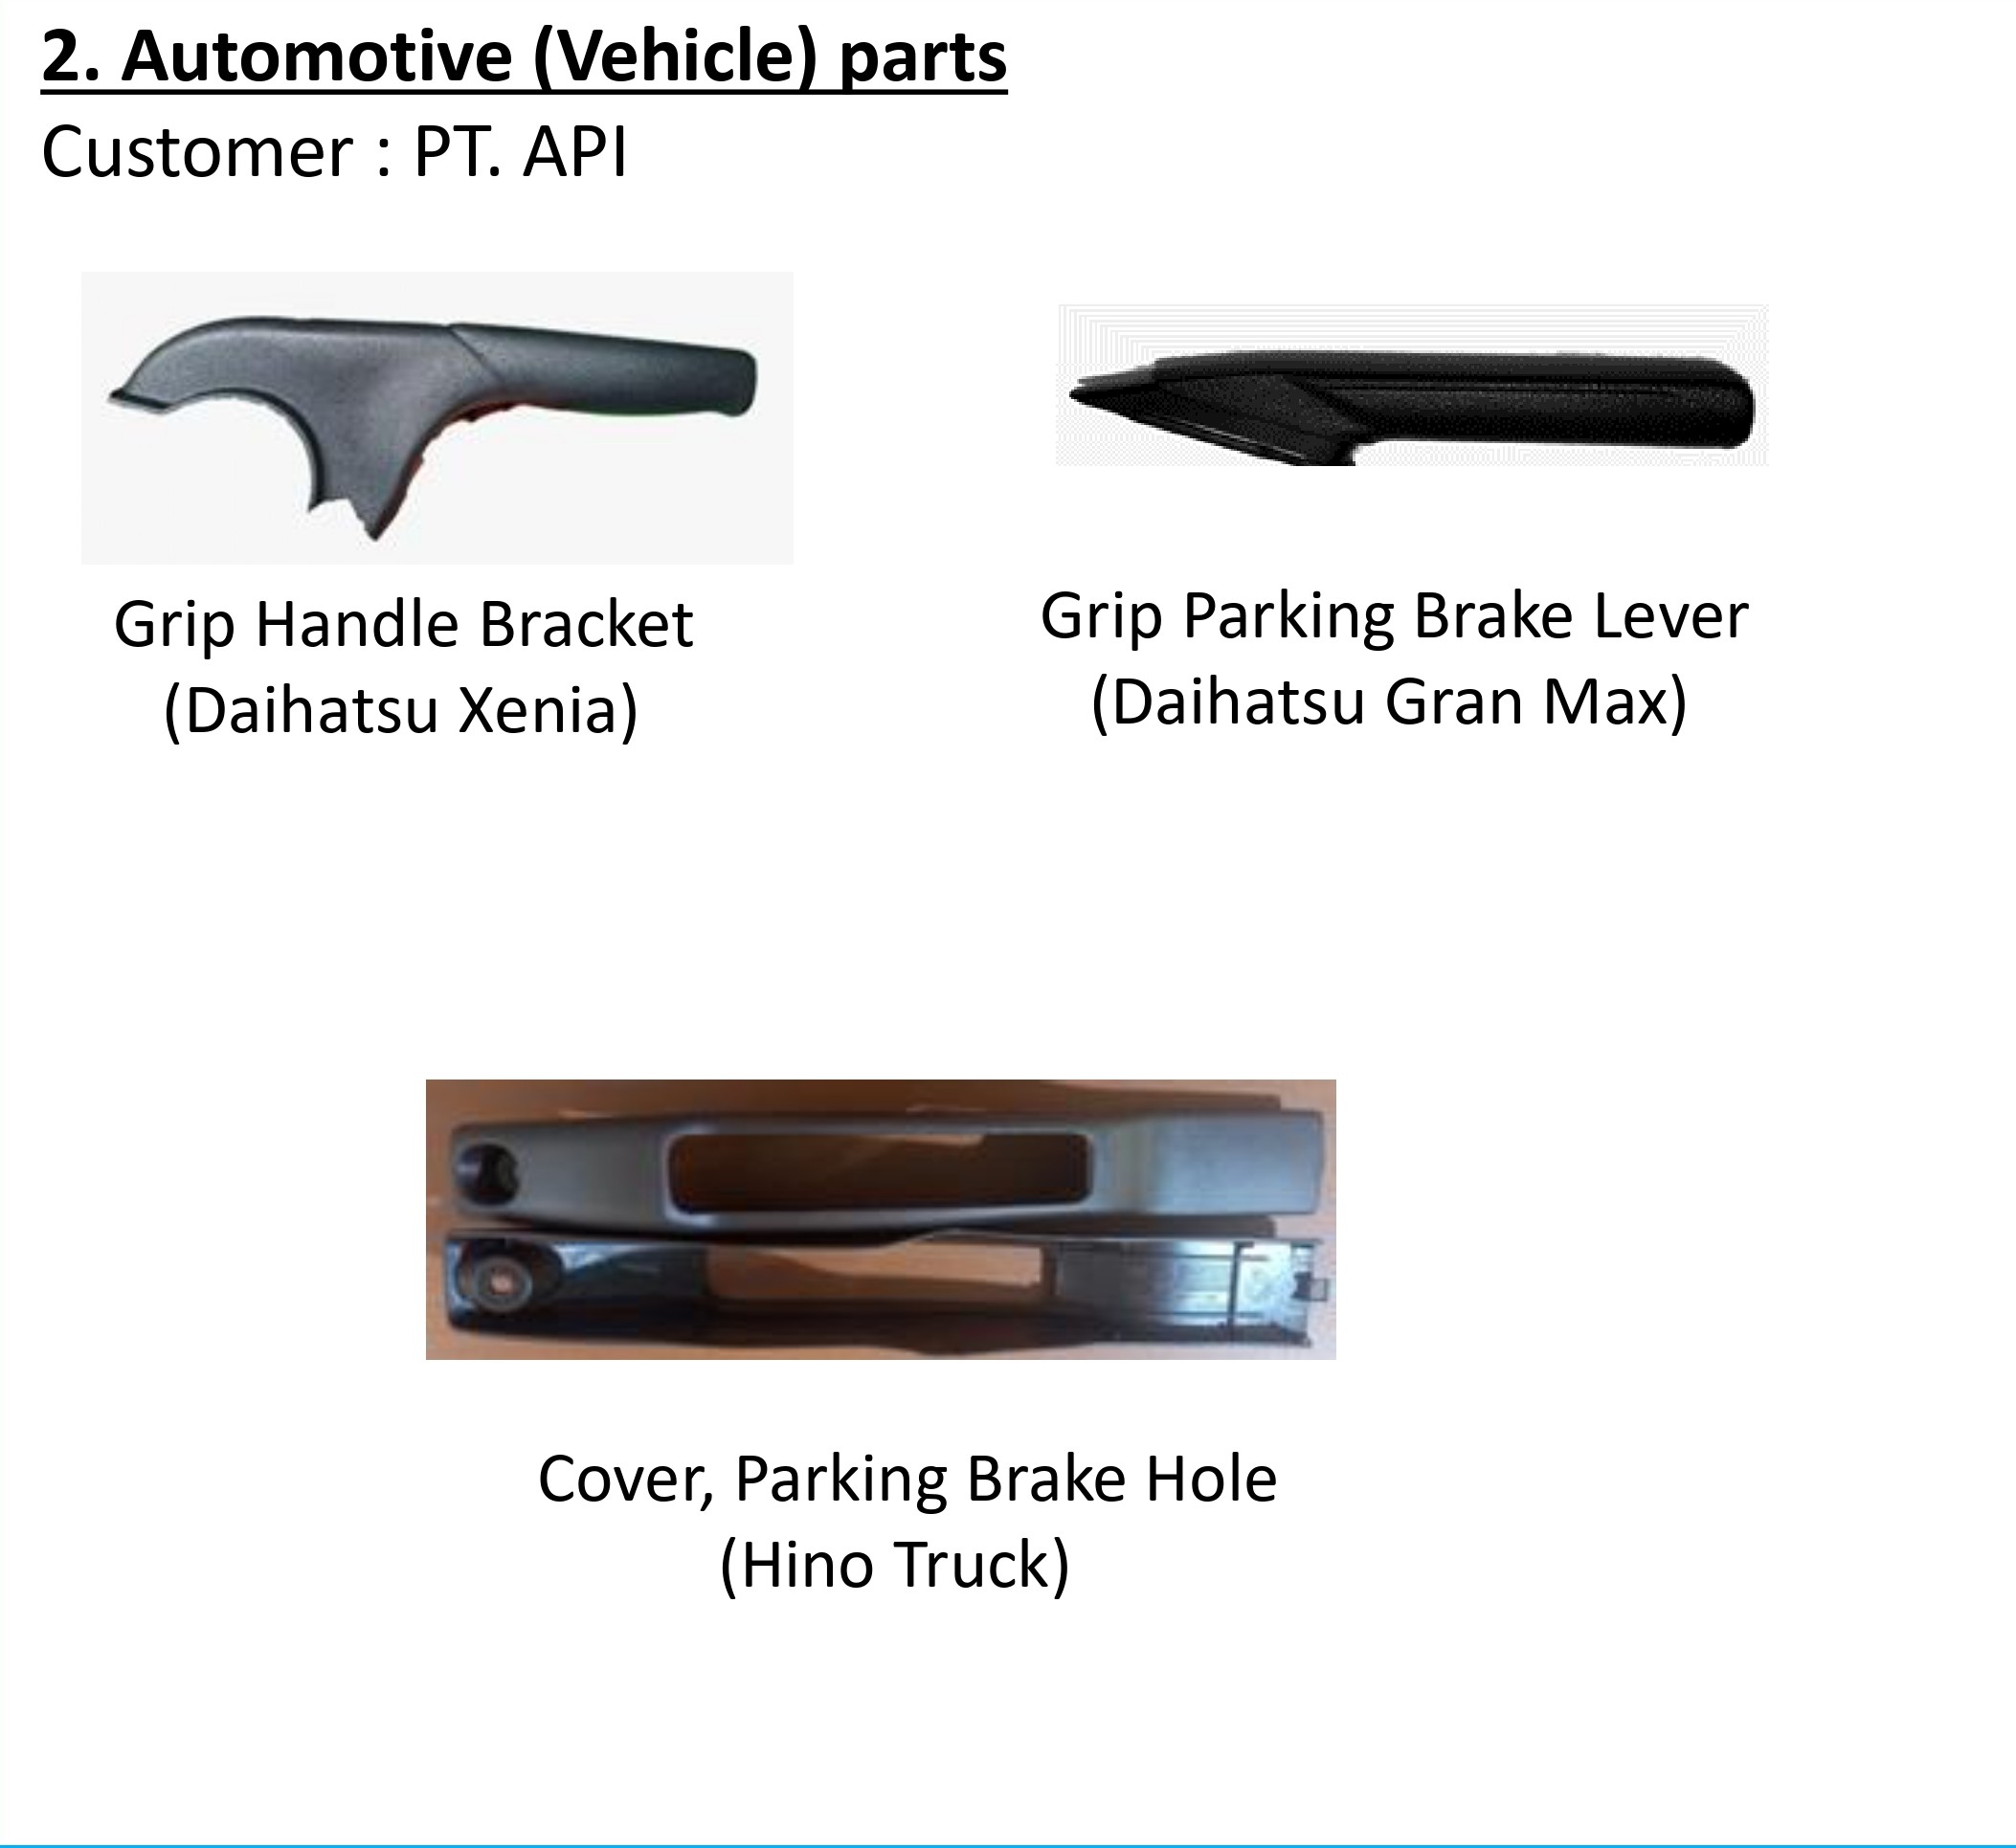 2. Automotive (Vehicle) parts
Customer : PT. API
Grip Handle Bracket
(Daihatsu Xenia)
Grip Parking Brake Lever
(Daihatsu Gran Max)
Cover, Parking Brake Hole
(Hino Truck)